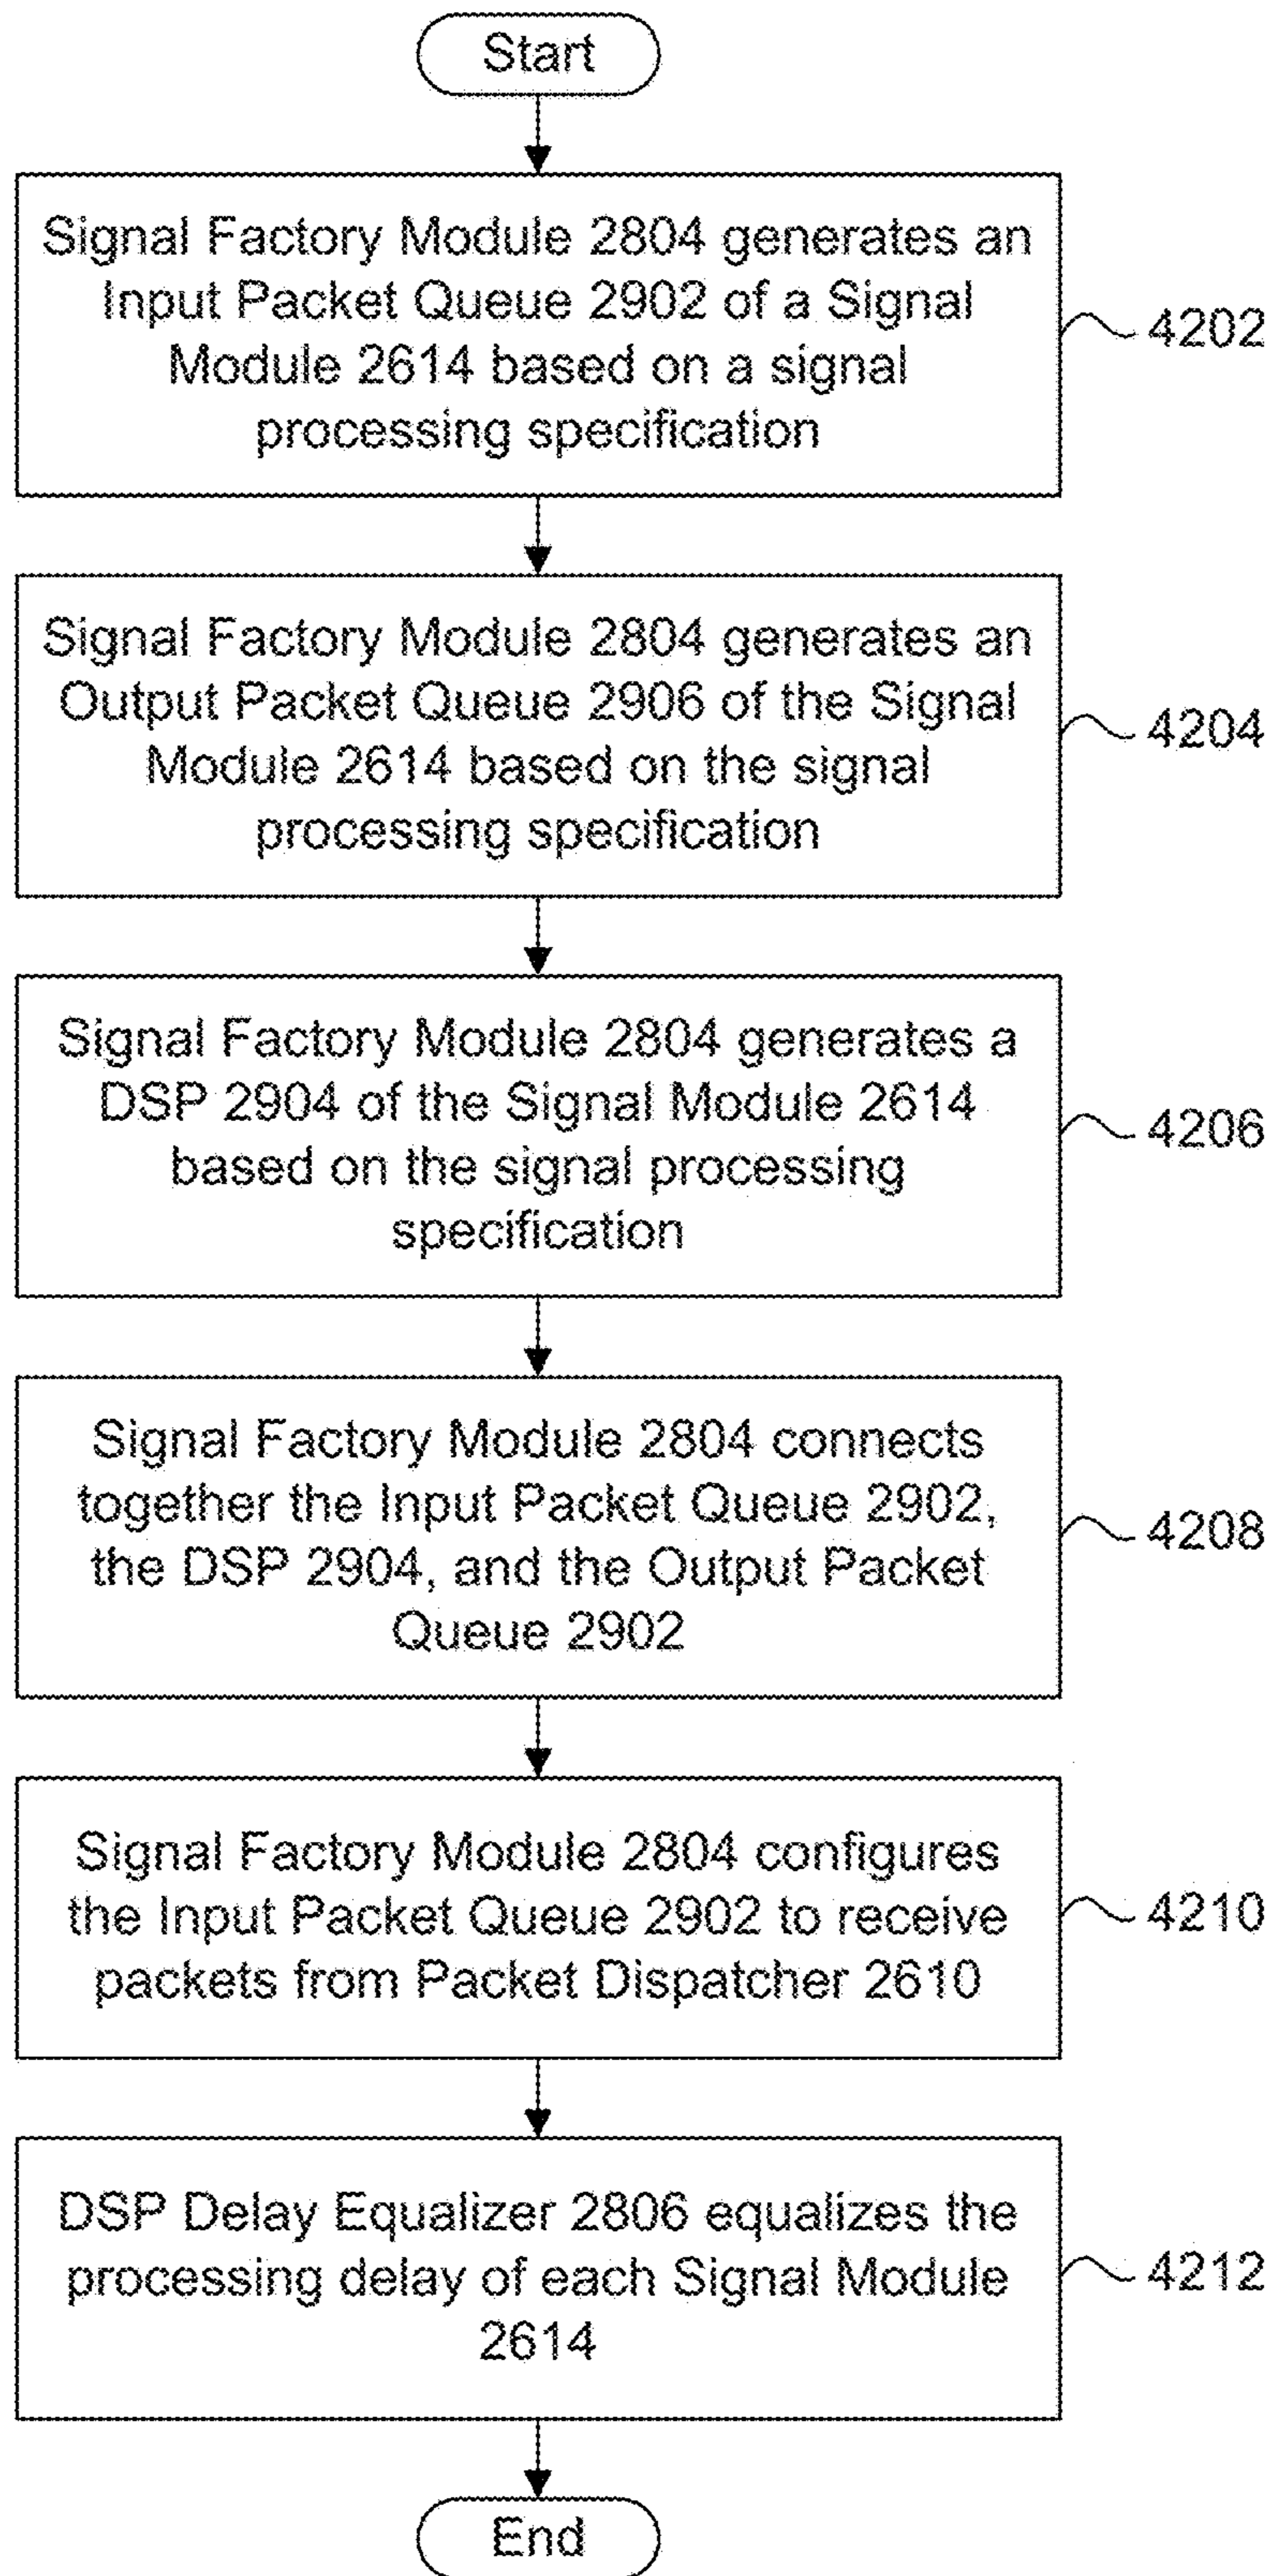 Start
Signal Factory Module 2804 generates an
Input Packet Queue 2902 of a Signal
Module 2614 based on a signal
processing specification
4202
Signal Factory Module 2804 generates an
Output Packet Queue 2906 of the Signal
Module 2614 based on the signal
processing specification
4204
Signal Factory Module 2804 generates a
DSP 2904 of the Signal Module 2614
based on the signal processing
specification
4206
Signal Factory Module 2804 connects
together the Input Packet Queue 2902,
the DSP 2904, and the Output Packet
Queue 2902
4208
Signal Factory Module 2804 configures
the Input Packet Queue 2902 to receive
packets from Packet Dispatcher 2610
4210
DSP Delay Equalizer 2806 equalizes the
processing delay of each Signal Module
2614
4212
End